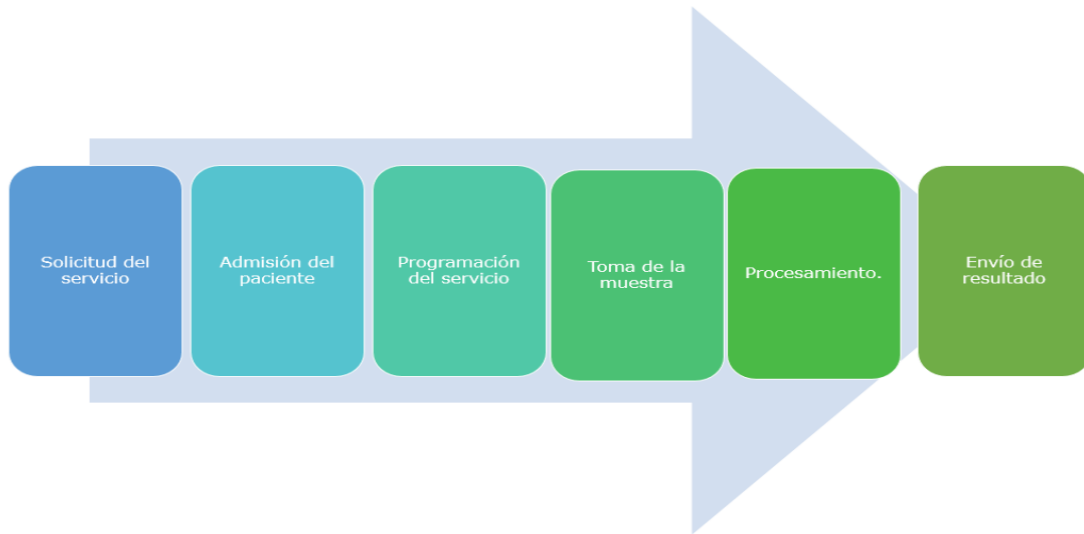 Solicitud del
servicio
Admisión del
paciente
Programación
del servicio
Toma de la
muestra
Procesamiento.
Envío de
resultado